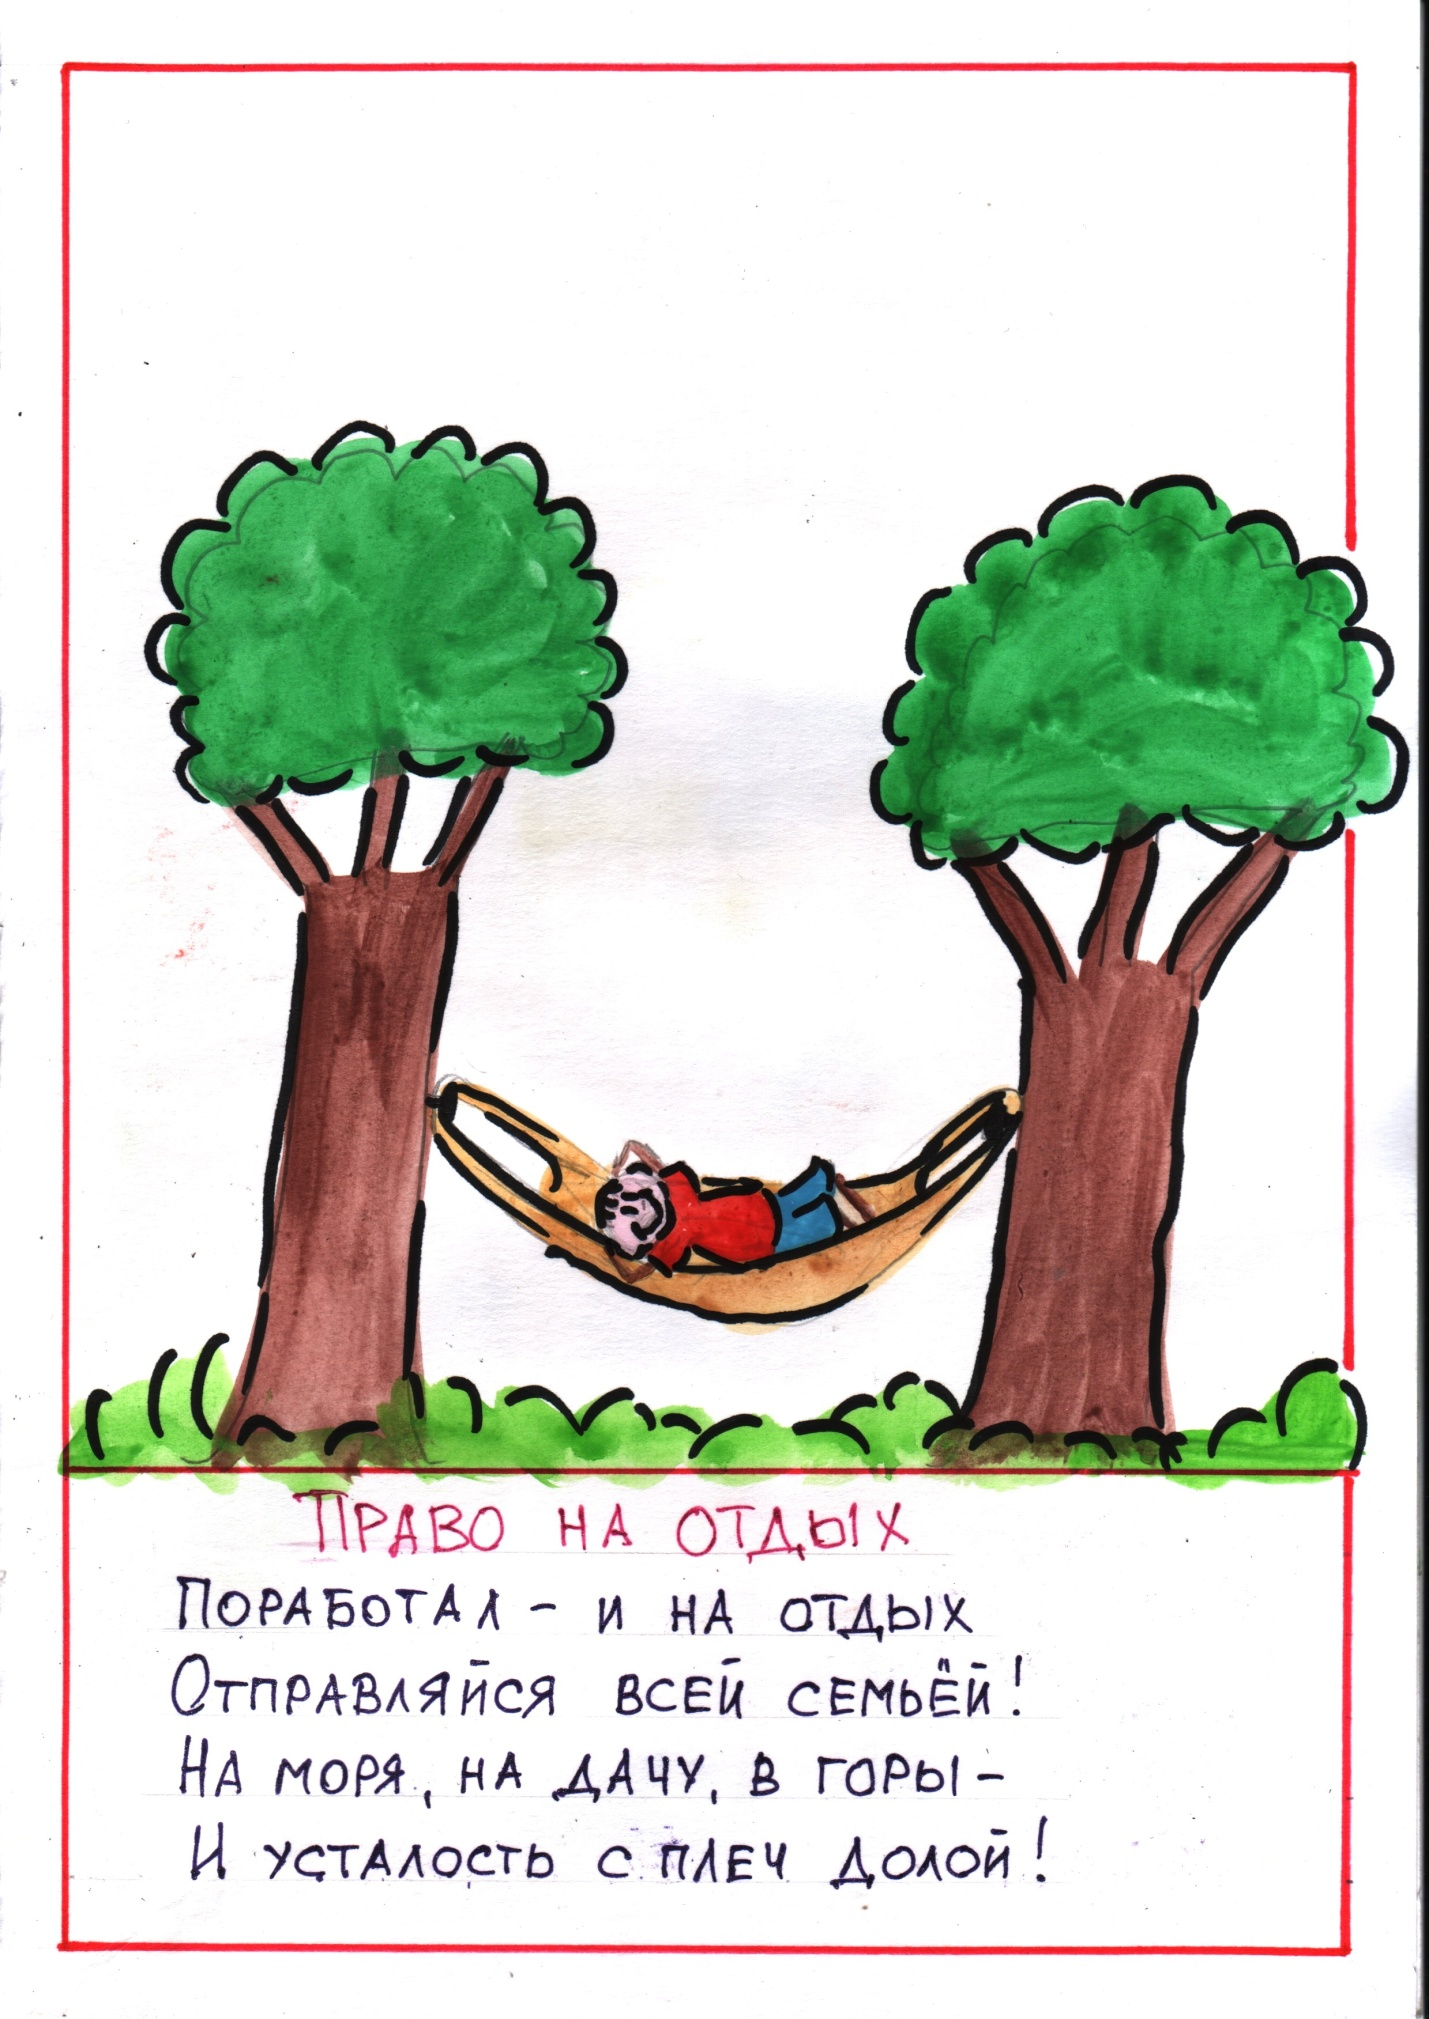 Право на отдых
Поработал - и на отдых
Отправляйся всей семьёй!
На моря, на дачу, в горы -
И усталость с плеч долой!